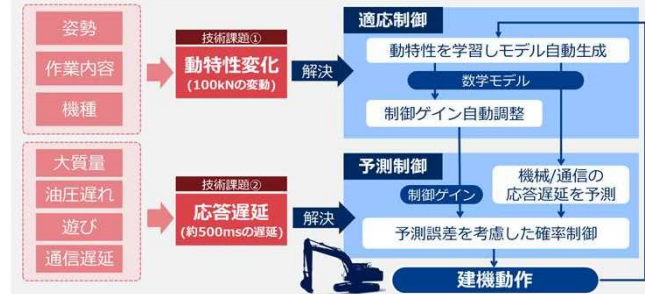 姿勢
作業内容
機種
技術課題①
動特性変化
(100kNの変動)
解決
適応制御
動特性を学習しモデル自動生成
数学モデル
制御ゲイン自動調整
大質量
油圧遅れ
遊び
通信遅延
技術課題②
応答遅延
(約500msの遅延)
解決
予測制御
制御ゲイン
機械/通信の
応答遅延を予測
予測誤差を考慮した確率制御
建機動作